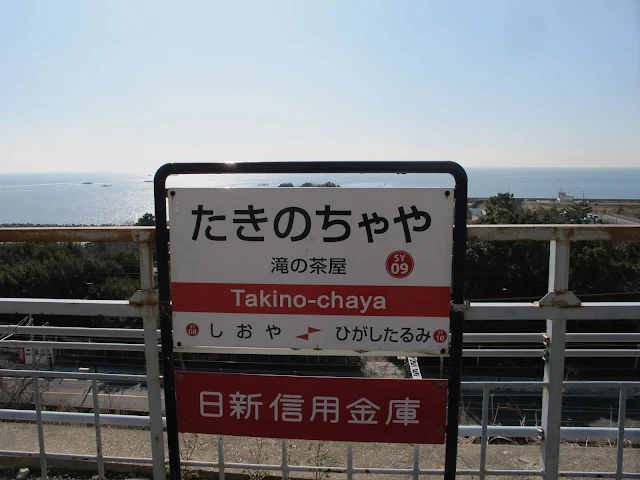 たきのちゃや
滝の茶屋
SY
09
Takino-chaya
SY 08 しおや ひがしたるみ SY 10
日新信用金庫